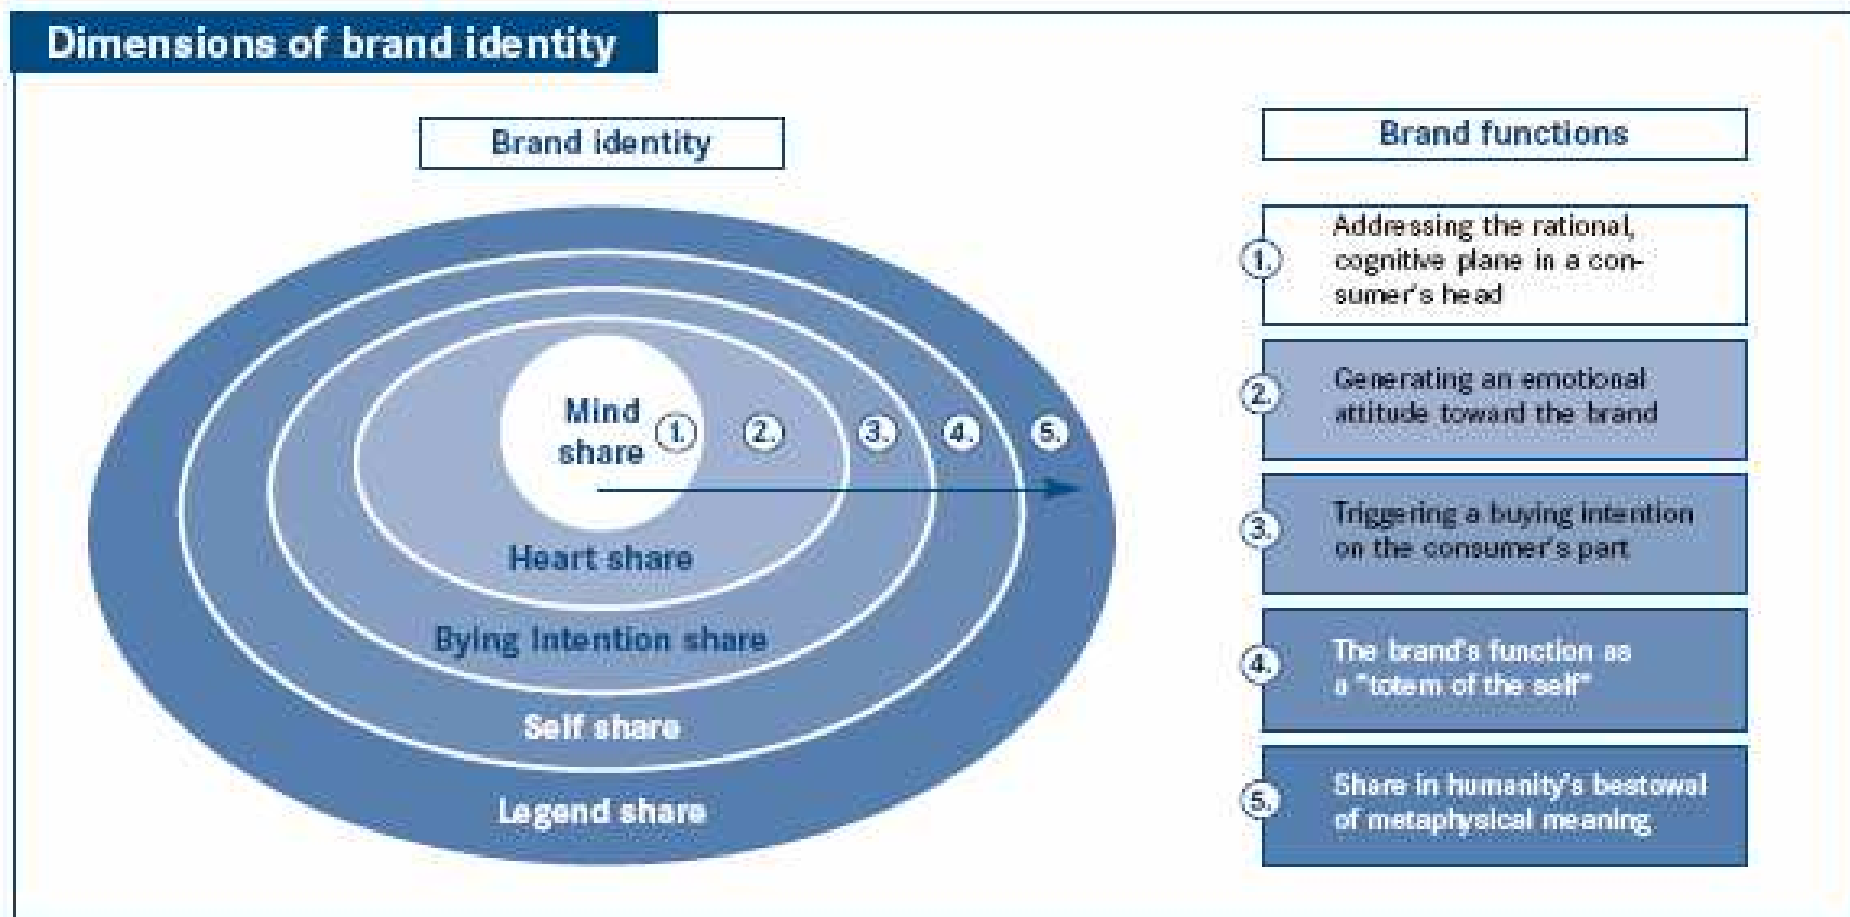 Dimensions of brand identity
Brand identity
Mind
share
1.
2.
3.
4.
5.
Heart share
Bying Intention share
Self share
Legend share
Brand functions
1.
Addressing the rational,
cognitive plane in a con-
sumer's head
2.
Generating an emotional
attitude toward the brand
3.
Triggering a buying intention
on the consumer's part
4.
The brand's function as
a "totem of the self"
5.
Share in humanity's bestowal
of metaphysical meaning